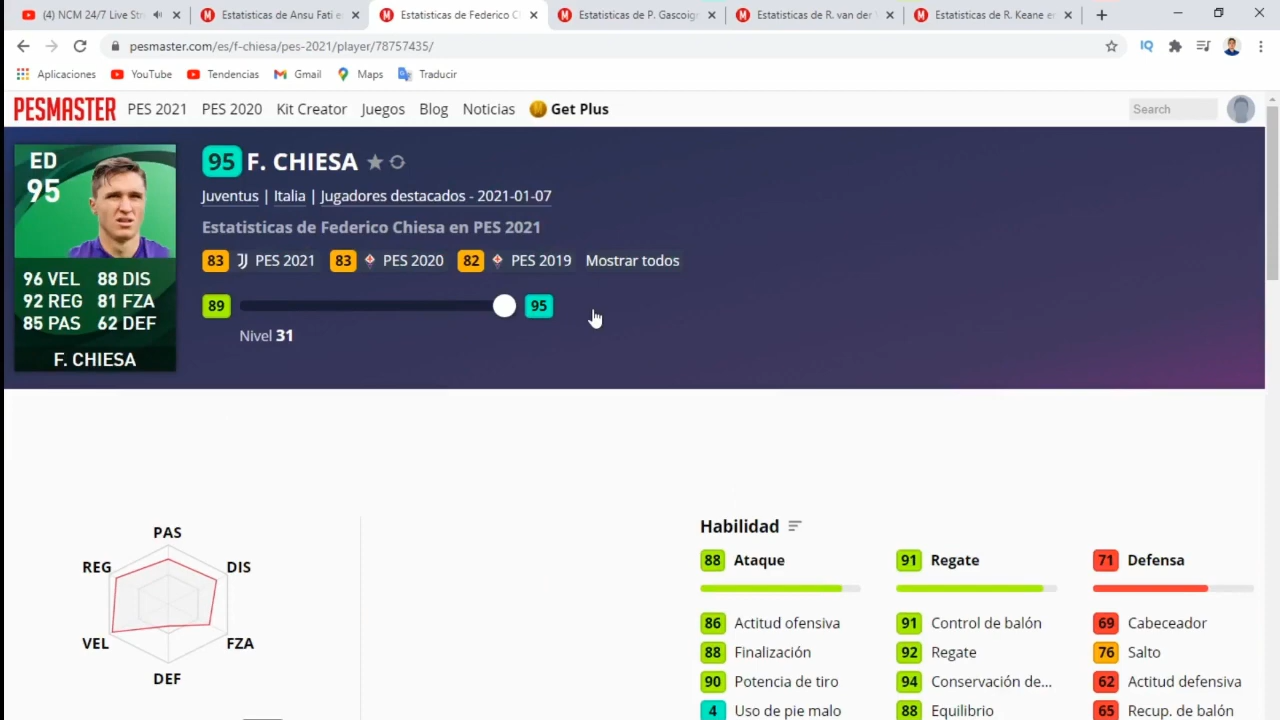 (4) NCM 24/7 Live Str
Estatisticas de Ansu Fati e
Estatisticas de Federico C
Estatisticas de P. Gascoign
Estatisticas de R. van der
Estatisticas de R. Keane e
pesmaster.com/es/f-chiesa/pes-2021/player/78757435/
IQ
Aplicaciones YouTube Tendencias Gmail Maps Traducir
PESMASTER PES 2021 PES 2020 Kit Creator Juegos Blog Noticias Get Plus Search
ED
95
96 VEL 88 DIS
92 REG 81 FZA
85 PAS 62 DEF
F. CHIESA
95 F. CHIESA
Juventus | Italia | Jugadores destacados - 2021-01-07
Estatisticas de Federico Chiesa en PES 2021
83 JJ PES 2021 83 PES 2020 82 PES 2019 Mostrar todos
89 95
Nivel 31
PAS
REG DIS
VEL FZA
DEF
Habilidad
88 Ataque 91 Regate 71 Defensa
86 Actitud ofensiva 91 Control de balón 69 Cabeceador
88 Finalización 92 Regate 76 Salto
90 Potencia de tiro 94 Conservación de... 62 Actitud defensiva
4 Uso de pie malo 88 Equilibrio 65 Recup. de balón